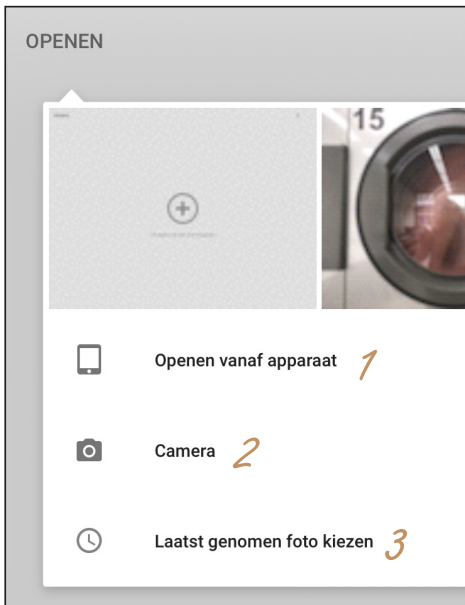 OPENEN
15
Openen vanaf apparaat 1
Camera 2
Laatst genomen foto kiezen 3